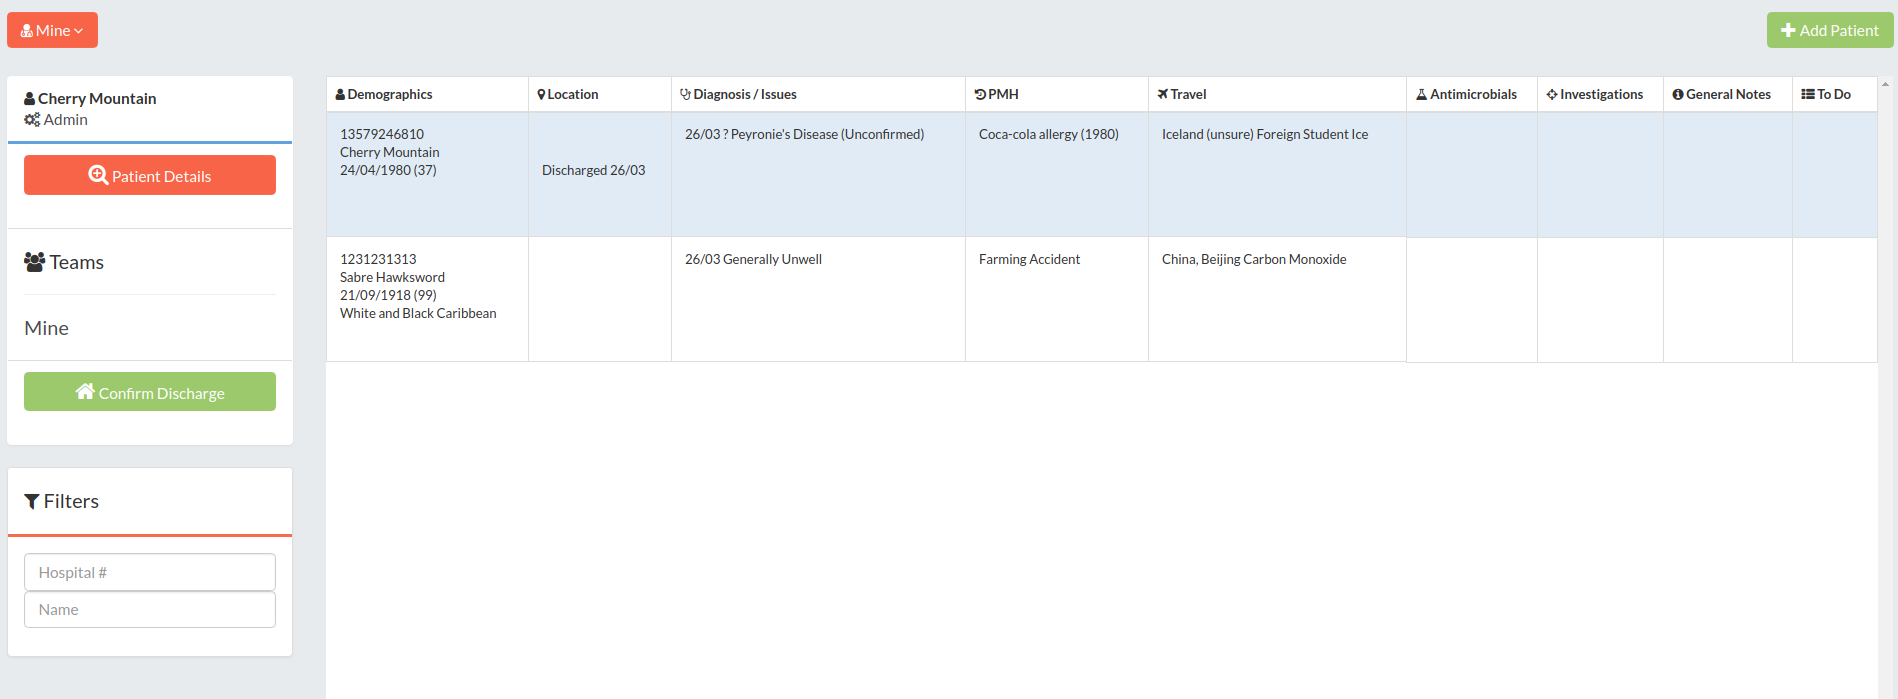 Mine
Add Patient
Cherry Mountain
Admin
Patient Details
Teams
Mine
Confirm Discharge
Filters
Hospital #
Name
Demographics Location Diagnosis / Issues PMH Travel Antimicrobials Investigations General Notes To Do
13579246810
Cherry Mountain
24/04/1980 (37)
Discharged 26/03
26/03 ? Peyronie's Disease (Unconfirmed)
Coca-cola allergy (1980)
Iceland (unsure) Foreign Student Ice
1231231313
Sabre Hawksword
21/09/1918 (99)
White and Black Caribbean
26/03 Generally Unwell
Farming Accident
China, Beijing Carbon Monoxide